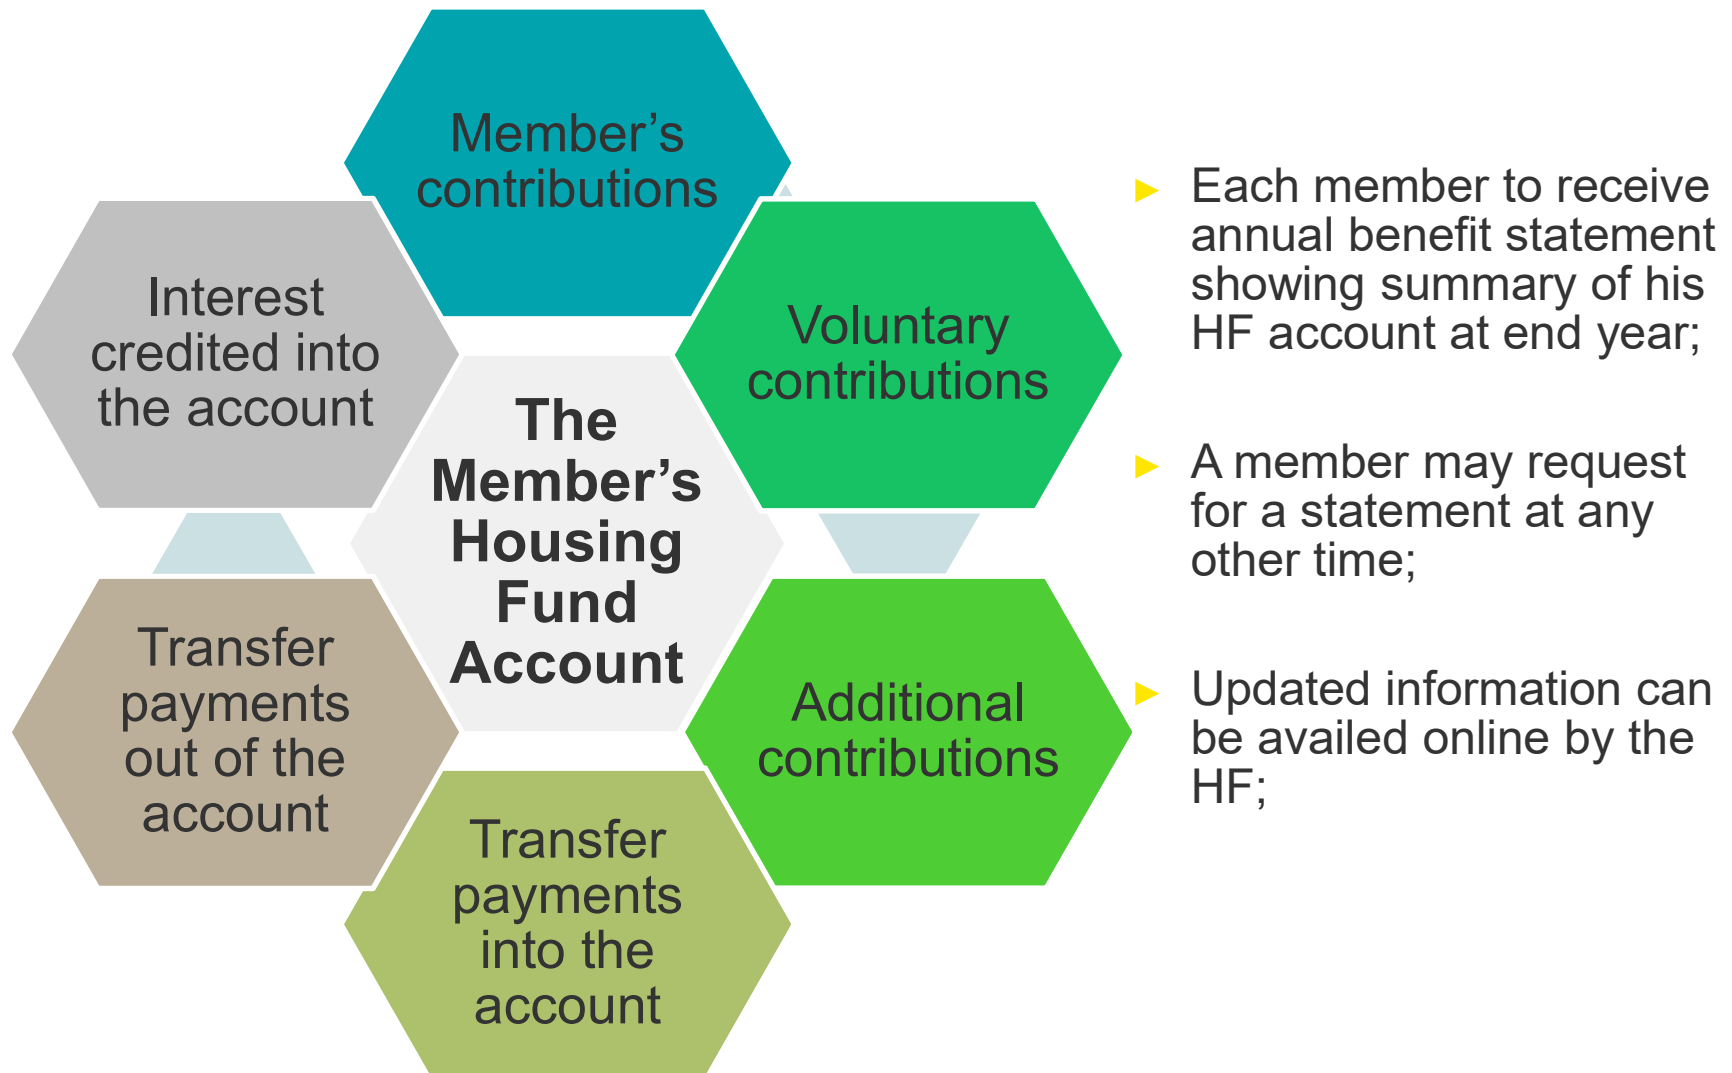 Member’s
contributions
Voluntary
contributions
Additional
contributions
Transfer
payments
into the
account
Transfer
payments
out of the
account
Interest
credited into
the account
The
Member’s
Housing
Fund
Account
► Each member to receive
annual benefit statement
showing summary of his
HF account at end year;
► A member may request
for a statement at any
other time;
► Updated information can
be availed online by the
HF;